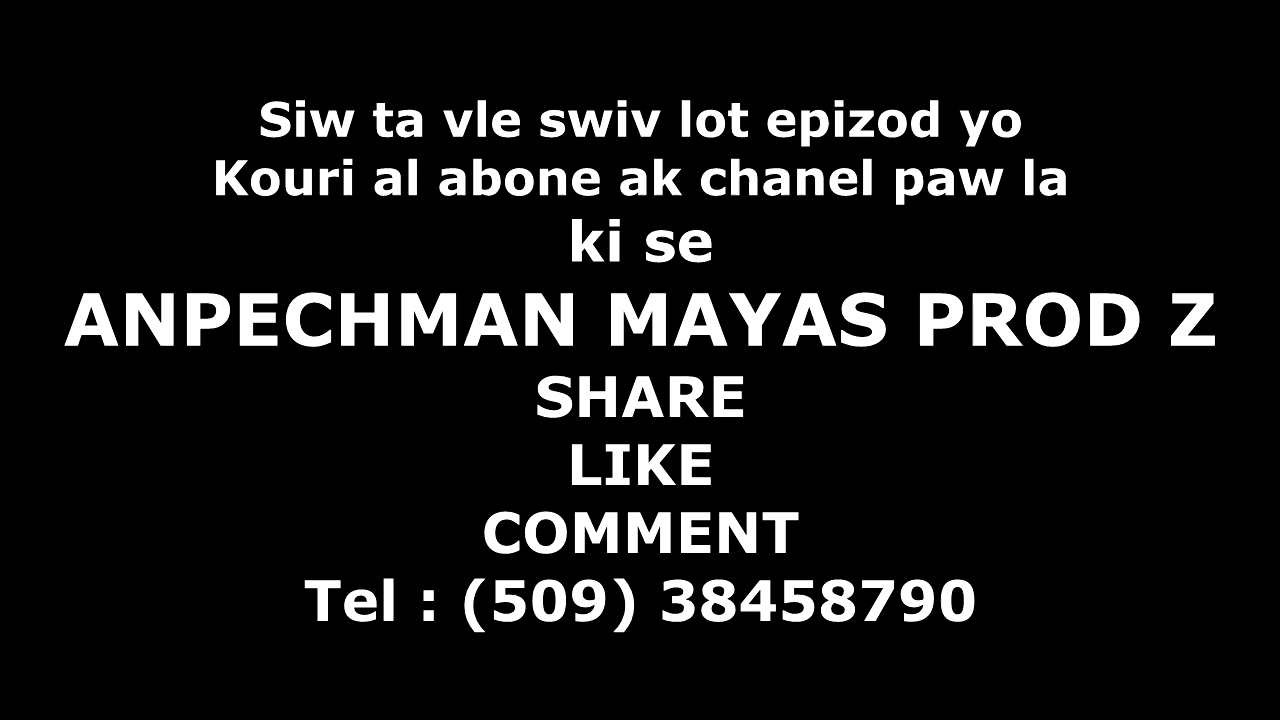 Siw ta vle swiv lot epizod yo
Kouri al abone ak chanel paw la
ki se
ANPECHMAN MAYAS PROD Z
SHARE
LIKE
COMMENT
Tel : (509) 38458790